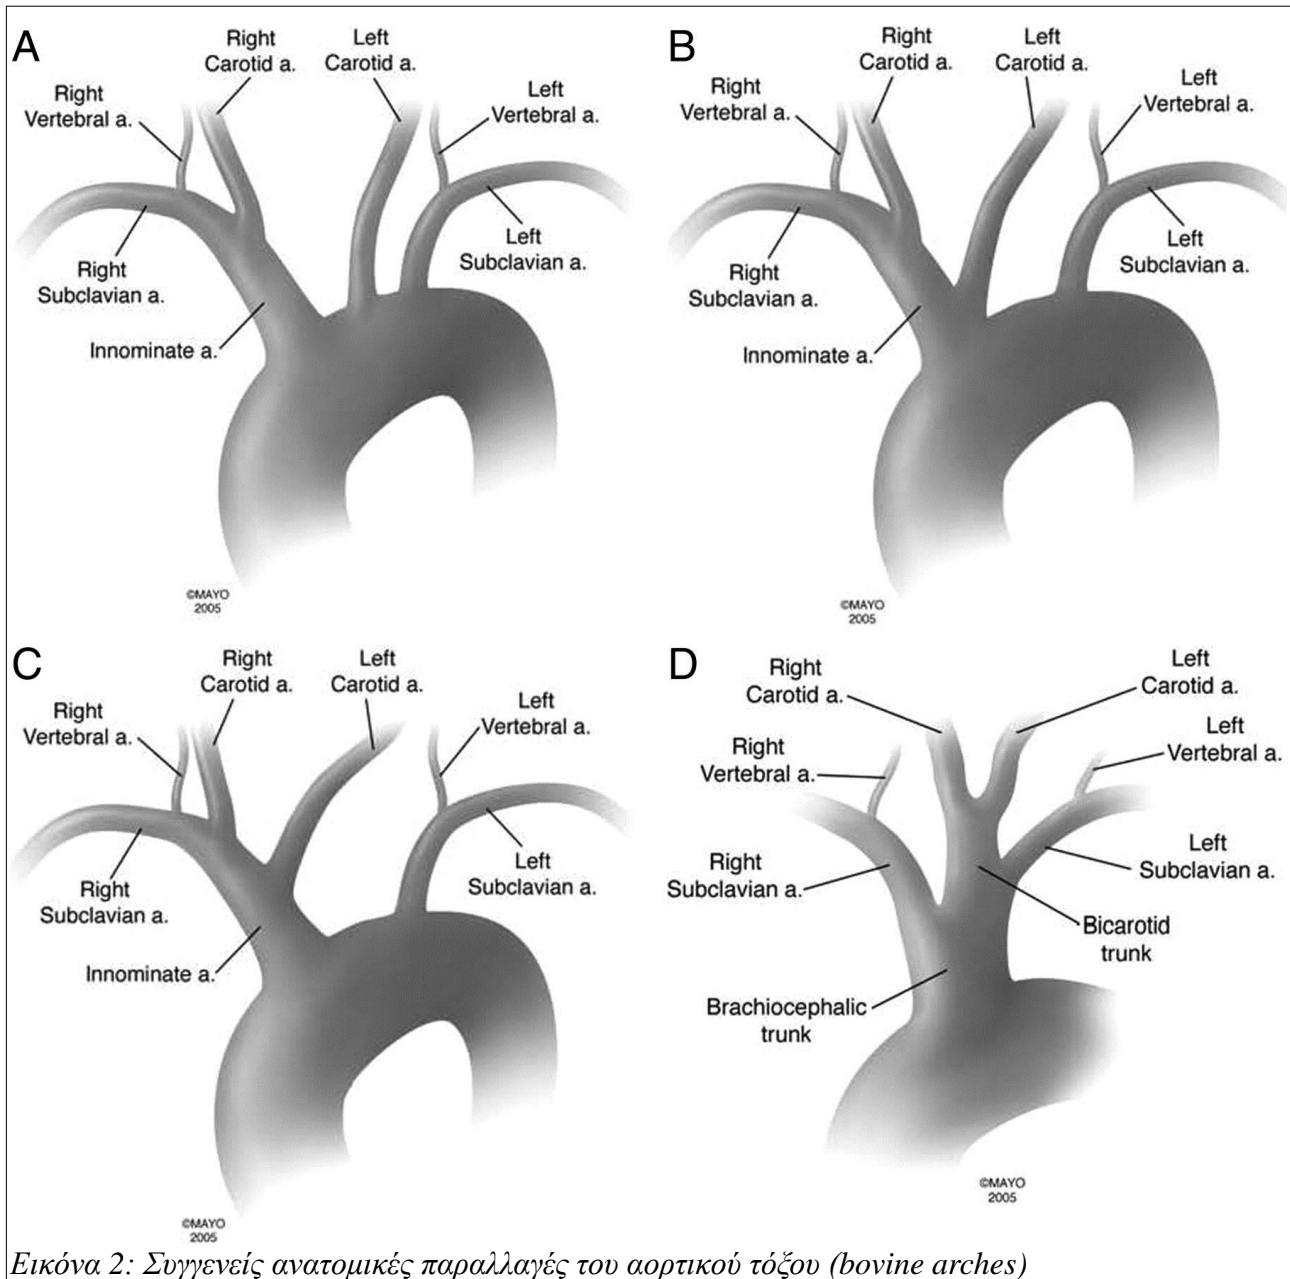 A
Right
Carotid a.
Left
Carotid a.
Right
Vertebral a.
Left
Vertebral a.
Right
Subclavian a.
Left
Subclavian a.
Innominate a.
©MAYO
2005
B
Right
Carotid a.
Left
Carotid a.
Right
Vertebral a.
Left
Vertebral a.
Right
Subclavian a.
Left
Subclavian a.
Innominate a.
©MAYO
2005
C
Right
Carotid a.
Left
Carotid a.
Right
Vertebral a.
Left
Vertebral a.
Right
Subclavian a.
Left
Subclavian a.
Innominate a.
©MAYO
2005
D
Right
Carotid a.
Left
Carotid a.
Right
Vertebral a.
Left
Vertebral a.
Right
Subclavian a.
Left
Subclavian a.
Bicarotid
trunk
Brachiocephalic
trunk
©MAYO
2005
Εικόνα 2: Συγγενείς ανατομικές παραλλαγές του αορτικού τόξου (bovine arches)